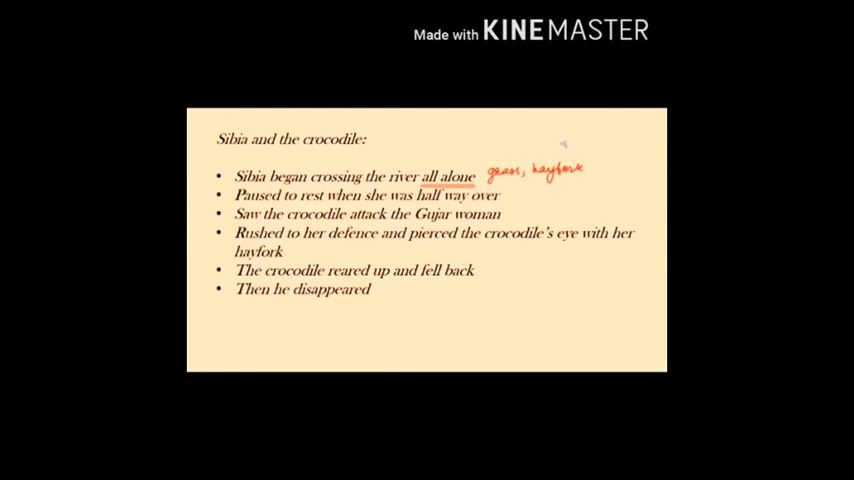 Made with KINEMASTER
Sibia and the crocodile:
• Sibia began crossing the river all alone grass, hayfork
• Paused to rest when she was half way over
• Saw the crocodile attack the Gujar woman
• Rushed to her defence and pierced the crocodile's eye with her
hayfork
• The crocodile reared up and fell back
• Then he disappeared